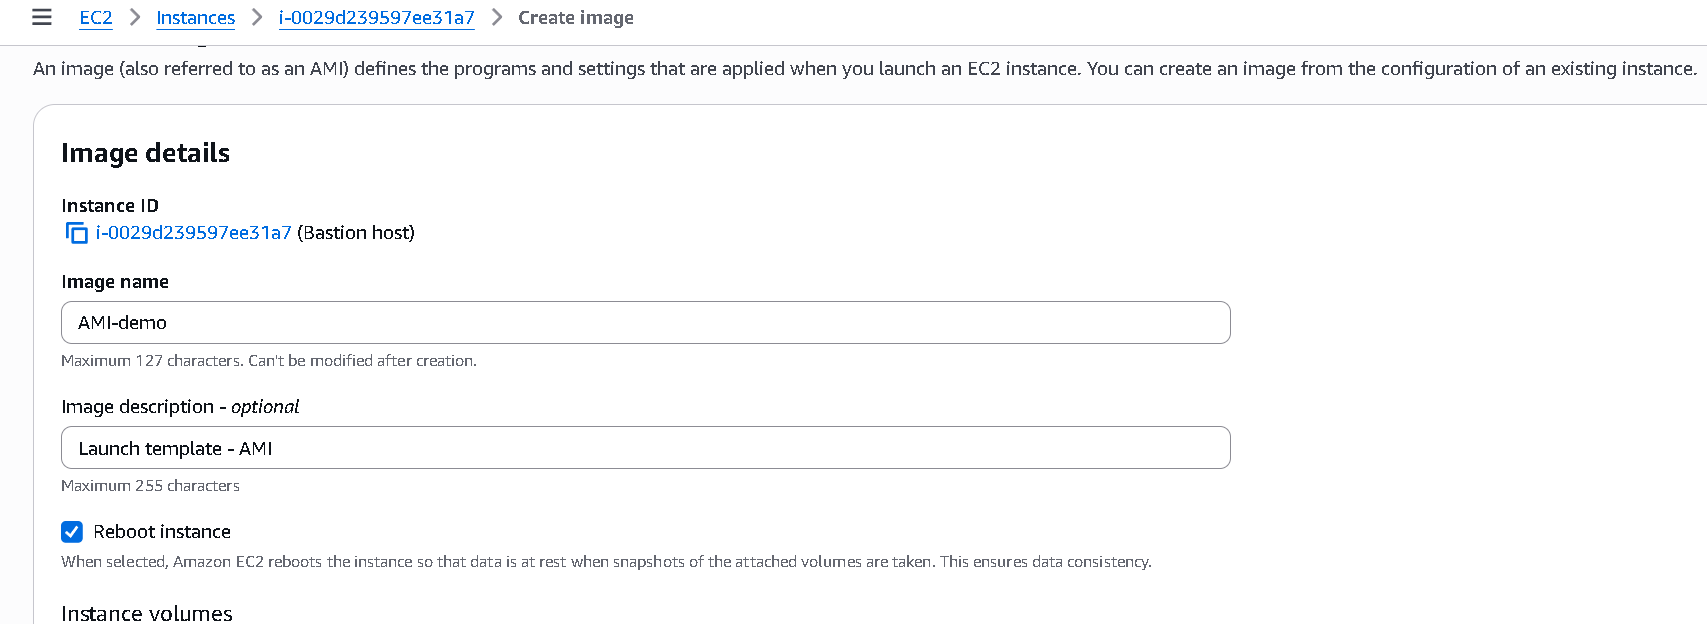 EC2 > Instances > i-0029d239597ee31a7 > Create image
An image (also referred to as an AMI) defines the programs and settings that are applied when you launch an EC2 instance. You can create an image from the configuration of an existing instance.
Image details
Instance ID
i-0029d239597ee31a7 (Bastion host)
Image name
AMI-demo
Maximum 127 characters. Can't be modified after creation.
Image description - optional
Launch template - AMI
Maximum 255 characters
Reboot instance
When selected, Amazon EC2 reboots the instance so that data is at rest when snapshots of the attached volumes are taken. This ensures data consistency.
Instance volumes